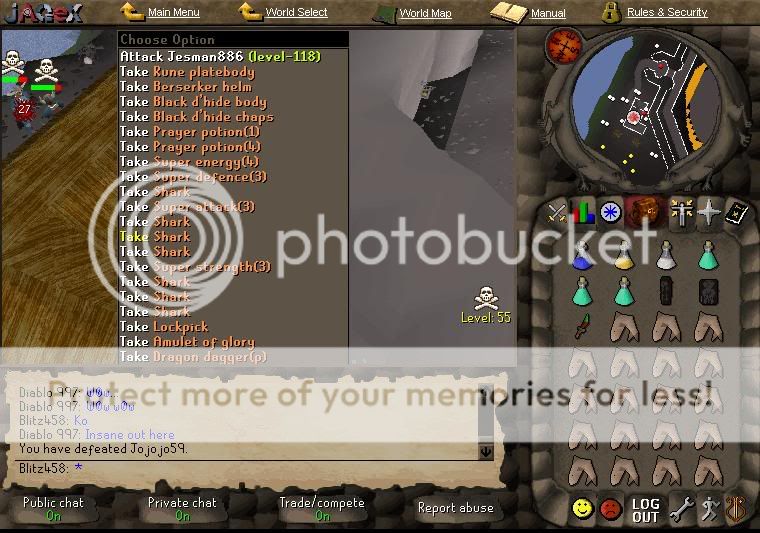 JAGeX
Main Menu
World Select
World Map
Manual
Rules & Security
Choose Option
Attack Jesman886 (level-118)
Take Rune platebody
Take Berserker helm
Take Black d'hide body
Take Black d'hide chaps
Take Prayer potion(1)
Take Prayer potion(4)
Take Super energy(4)
Take Super defence(3)
Take Shark
Take Super attack(3)
Take Shark
Take Shark
Take Shark
Take Super strength(3)
Take Shark
Take Shark
Take Shark
Take Lockpick
Take Amulet of glory
Take Dragon dagger(p)
27
Level: 55
photobucket
Protect more of your memories for less!
Diablo 997: W0w..
Diablo 997: W0w w0w
Blitz458: Ko
Diablo 997: Insane out here
You have defeated Jojojo59.
Blitz458: *
Public chat
On
Private chat
On
Trade/compete
On
Report abuse
LOG
OUT